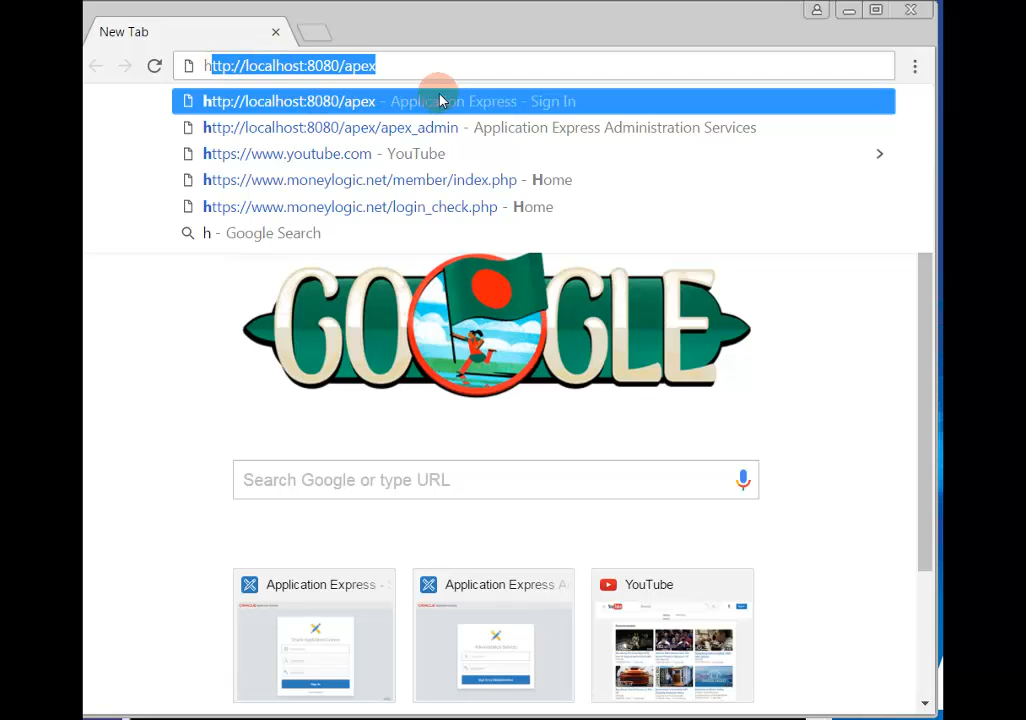 New Tab
http://localhost:8080/apex
http://localhost:8080/apex - Application Express - Sign In
http://localhost:8080/apex/apex_admin - Application Express Administration Services
https://www.youtube.com - YouTube
https://www.moneylogic.net/member/index.php - Home
https://www.moneylogic.net/login_check.php - Home
h - Google Search
GOOGLE
Search Google or type URL
Application Express - S
Application Express A
YouTube